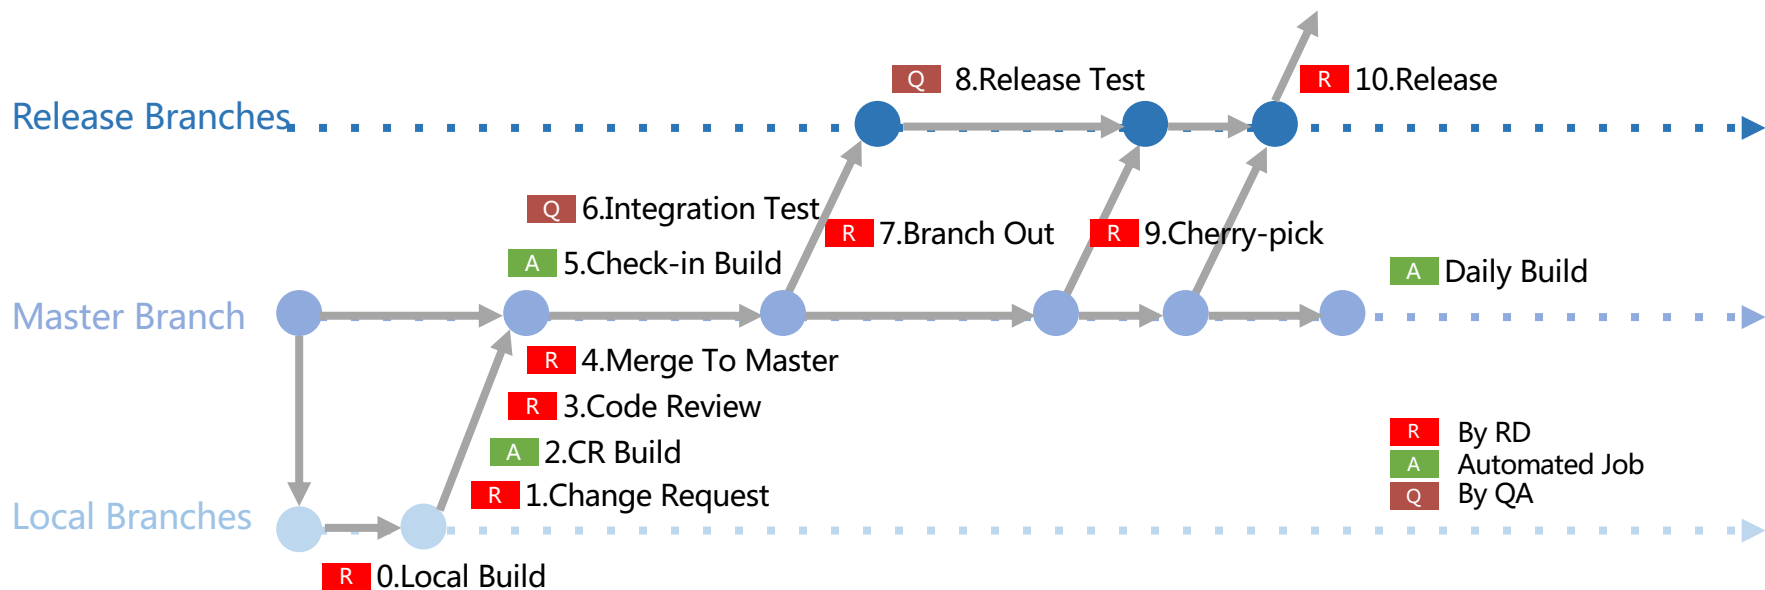 Q 8.Release Test
R 10.Release
Release Branches
Q 6.Integration Test
R 7.Branch Out
R 9.Cherry-pick
A 5.Check-in Build
A Daily Build
Master Branch
R 4.Merge To Master
R 3.Code Review
A 2.CR Build
R 1.Change Request
R By RD
A Automated Job
Q By QA
Local Branches
R 0.Local Build